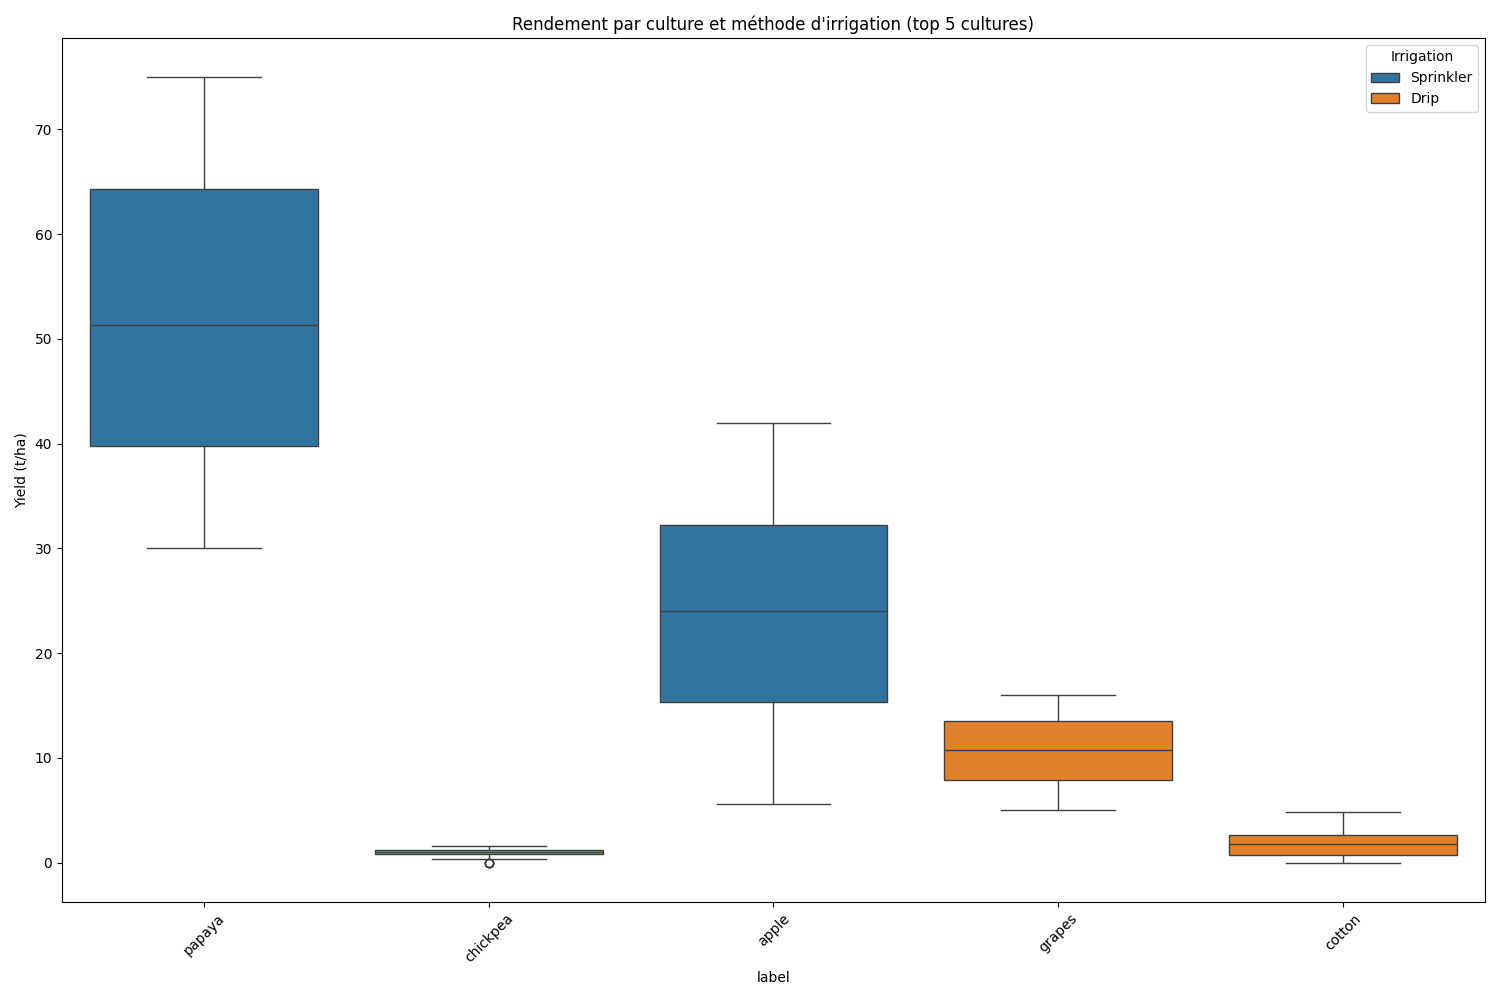 Rendement par culture et méthode d'irrigation (top 5 cultures)
Irrigation
Sprinkler
Drip
Yield (t/ha)
70
60
50
40
30
20
10
0
papaya
chickpea
apple
grapes
cotton
label